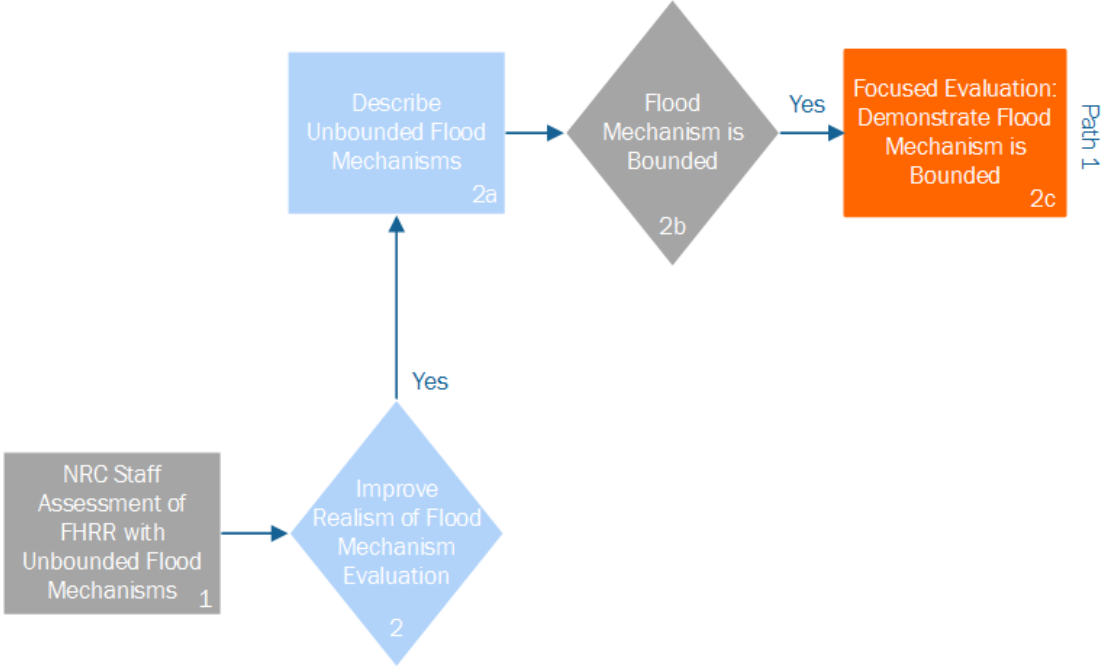 Describe
Unbounded Flood
Mechanisms
2a
Flood
Mechanism is
Bounded
2b
Yes
Focused Evaluation:
Demonstrate Flood
Mechanism is
Bounded
2c
Path 1
Yes
NRC Staff
Assessment of
FHRR with
Unbounded Flood
Mechanisms
1
Improve
Realism of Flood
Mechanism
Evaluation
2